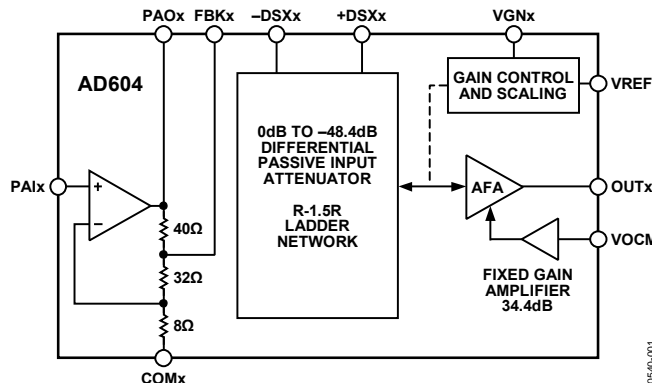 PAOx FBKx –DSX​x +DSXx VGNx
AD604
GAIN CONTROL
AND SCALING
VREF
0dB TO –48.4dB
DIFFERENTIAL
PASSIVE INPUT
ATTENUATOR
R-1.5R
LADDER
NETWORK
PAIx
+
–
AFA
OUTx
40Ω
VOCM
32Ω
FIXED GAIN
AMPLIFIER
34.4dB
8Ω
COMx